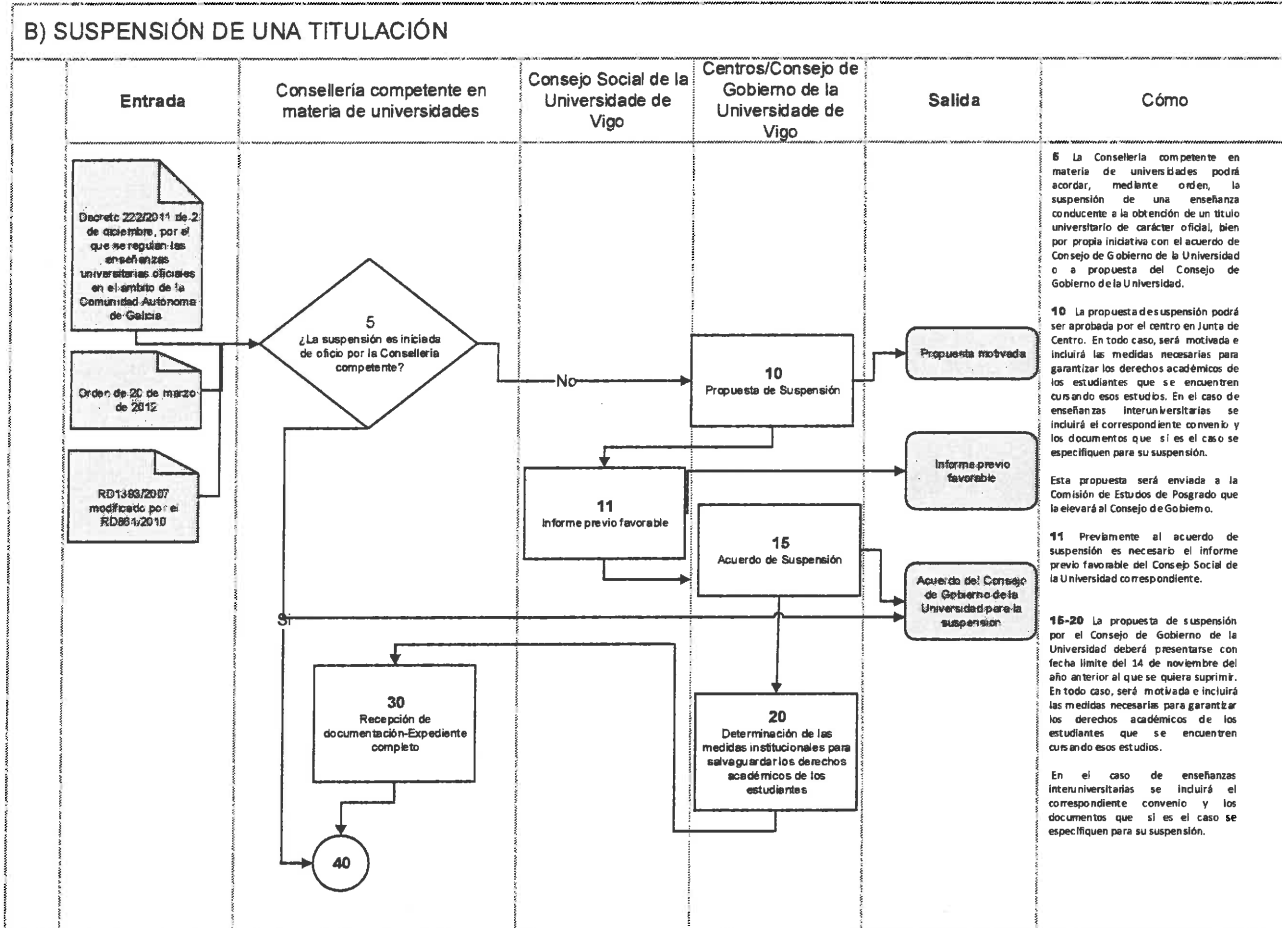 B) SUSPENSIÓN DE UNA TITULACIÓN
Entrada
Consellería competente en
materia de universidades
Consejo Social de la
Universidade de
Vigo
Centros/Consejo de
Gobierno de la
Universidade de
Vigo
Salida
Cómo
Decreto 222/2011 de 2
de diciembre, por el
que se regulan las
enseñanzas
universitarias oficiales
en el ámbito de la
Comunidad Autónoma
de Galicia
Orden de 20 de marzo
de 2012
RD1393/2007
modificado por el
RD861/2010
5
¿La suspensión es iniciada
de oficio por la Consellería
competente?
No
Si
10
Propuesta de Suspensión
Propuesta motivada
11
Informe previo favorable
Informe previo
favorable
15
Acuerdo de Suspensión
Acuerdo del Consejo
de Gobierno de la
Universidad para la
suspensión
20
Determinación de las
medidas institucionales para
salvaguardar los derechos
académicos de los
estudiantes
30
Recepción de
documentación-Expediente
completo
40
5 La Consellería competente en
materia de universidades podrá
acordar, mediante orden, la
suspensión de una enseñanza
conducente a la obtención de un título
universitario de carácter oficial, bien
por propia iniciativa con el acuerdo de
Consejo de Gobierno de la Universidad
o a propuesta del Consejo de
Gobierno de la Universidad.
10 La propuesta de suspensión podrá
ser aprobada por el centro en Junta de
Centro. En todo caso, será motivada e
incluirá las medidas necesarias para
garantizar los derechos académicos de
los estudiantes que se encuentren
cursando esos estudios. En el caso de
enseñanzas interuniversitarias se
incluirá el correspondiente convenio y
los documentos que si es el caso se
especifiquen para su suspensión.
Esta propuesta será enviada a la
Comisión de Estudos de Posgrado que
la elevará al Consejo de Gobierno.
11 Previamente al acuerdo de
suspensión es necesario el informe
previo favorable del Consejo Social de
la Universidad correspondiente.
15-20 La propuesta de suspensión
por el Consejo de Gobierno de la
Universidad deberá presentarse con
fecha limite del 14 de noviembre del
año anterior al que se quiera suprimir.
En todo caso, será motivada e incluirá
las medidas necesarias para garantizar
los derechos académicos de los
estudiantes que se encuentren
cursando esos estudios.
En el caso de enseñanzas
interuniversitarias se incluirá el
correspondiente convenio y los
documentos que si es el caso se
especifiquen para su suspensión.